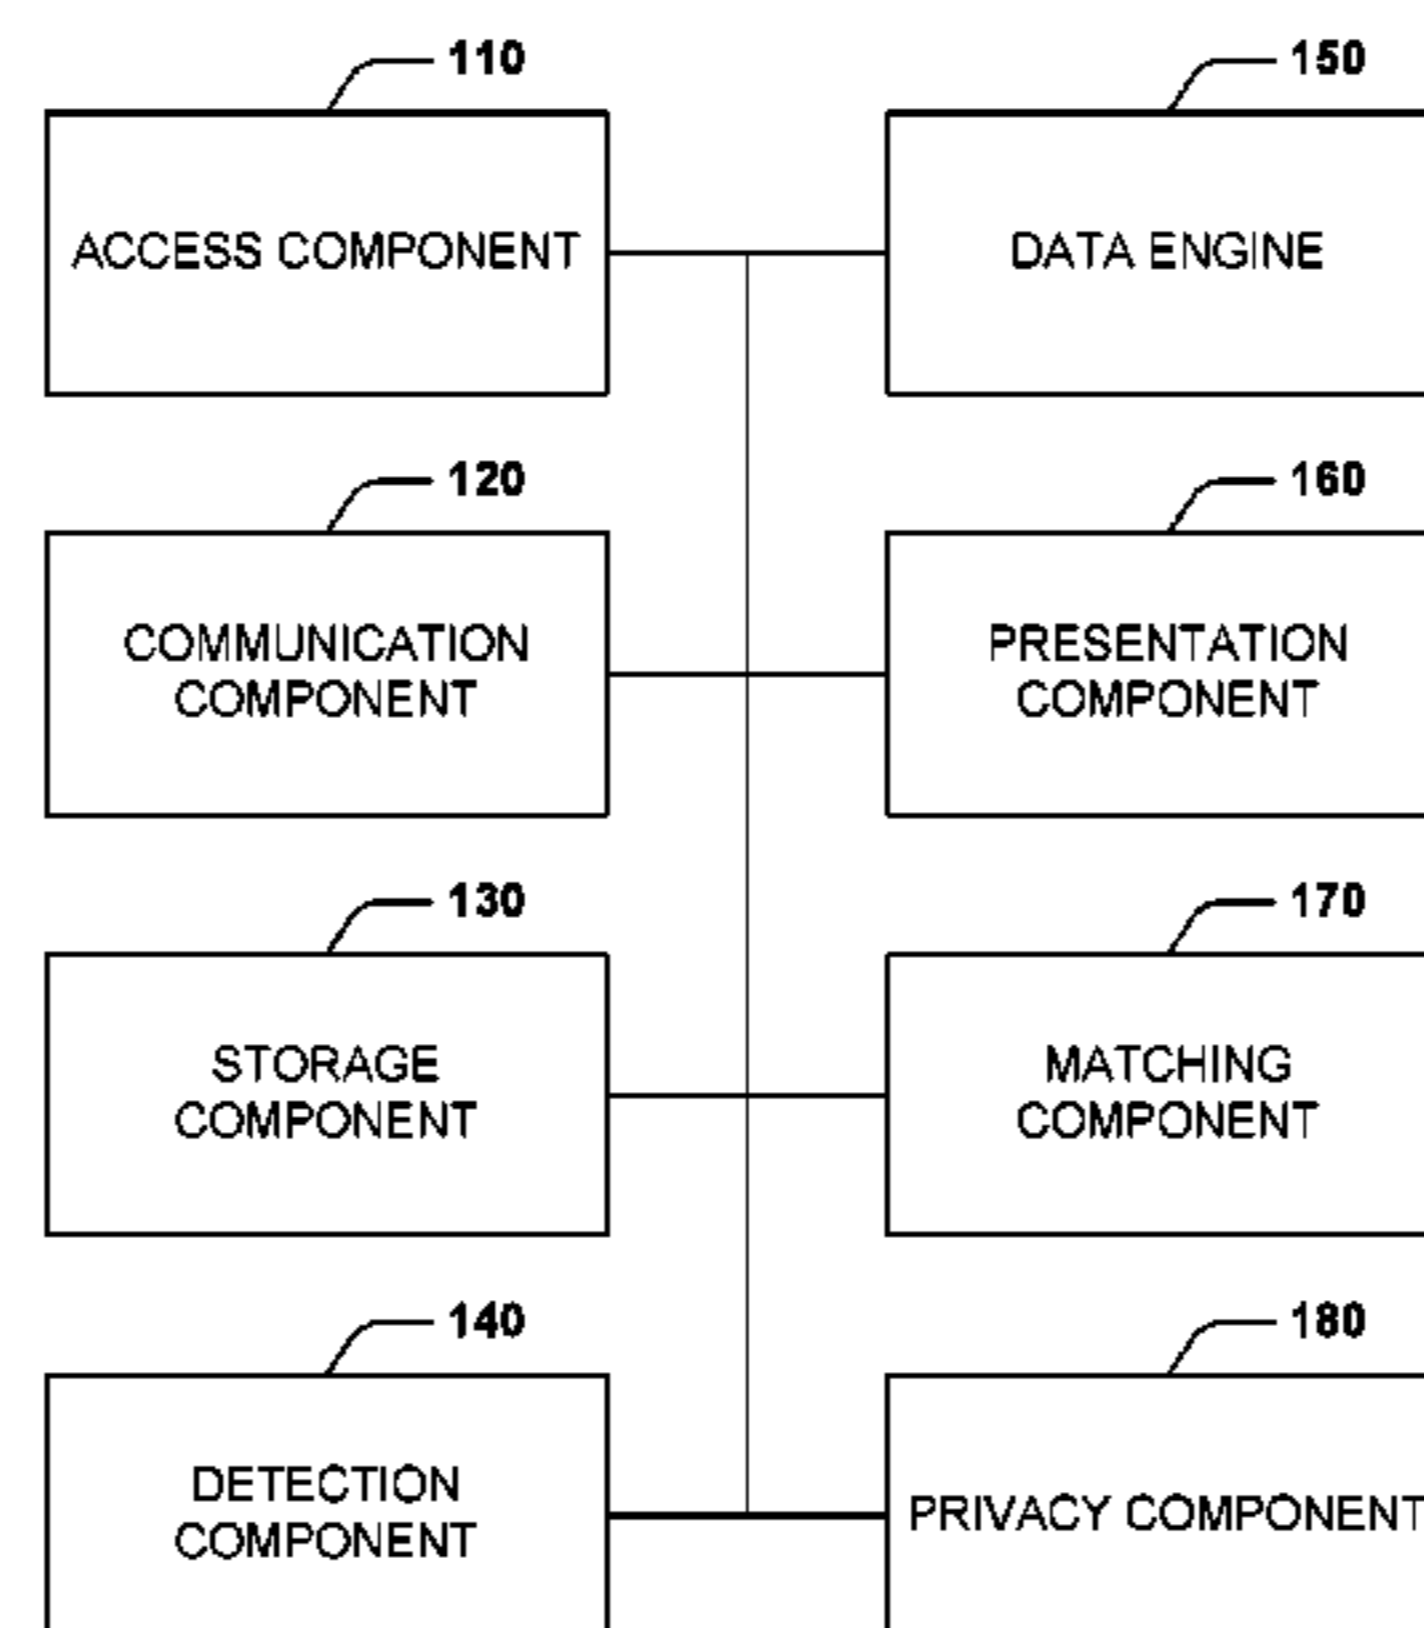 110
ACCESS COMPONENT
150
DATA ENGINE
120
COMMUNICATION
COMPONENT
160
PRESENTATION
COMPONENT
130
STORAGE
COMPONENT
170
MATCHING
COMPONENT
140
DETECTION
COMPONENT
180
PRIVACY COMPONENT